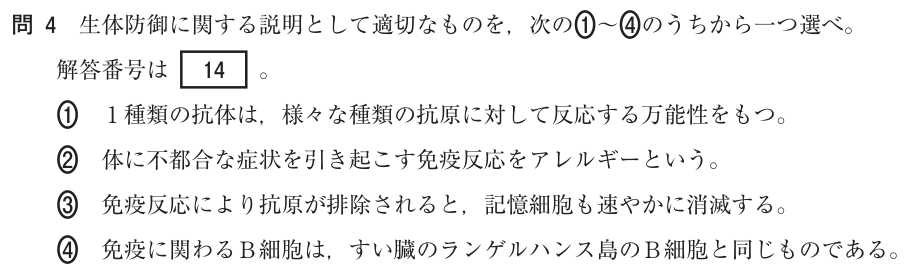 問 4 生体防御に関する説明として適切なものを，次の①〜④のうちから一つ選べ。
解答番号は 14 。
① 1種類の抗体は，様々な種類の抗原に対して反応する万能性をもつ。
② 体に不都合な症状を引き起こす免疫反応をアレルギーという。
③ 免疫反応により抗原が排除されると，記憶細胞も速やかに消滅する。
④ 免疫に関わるB細胞は，すい臓のランゲルハンス島のB細胞と同じものである。